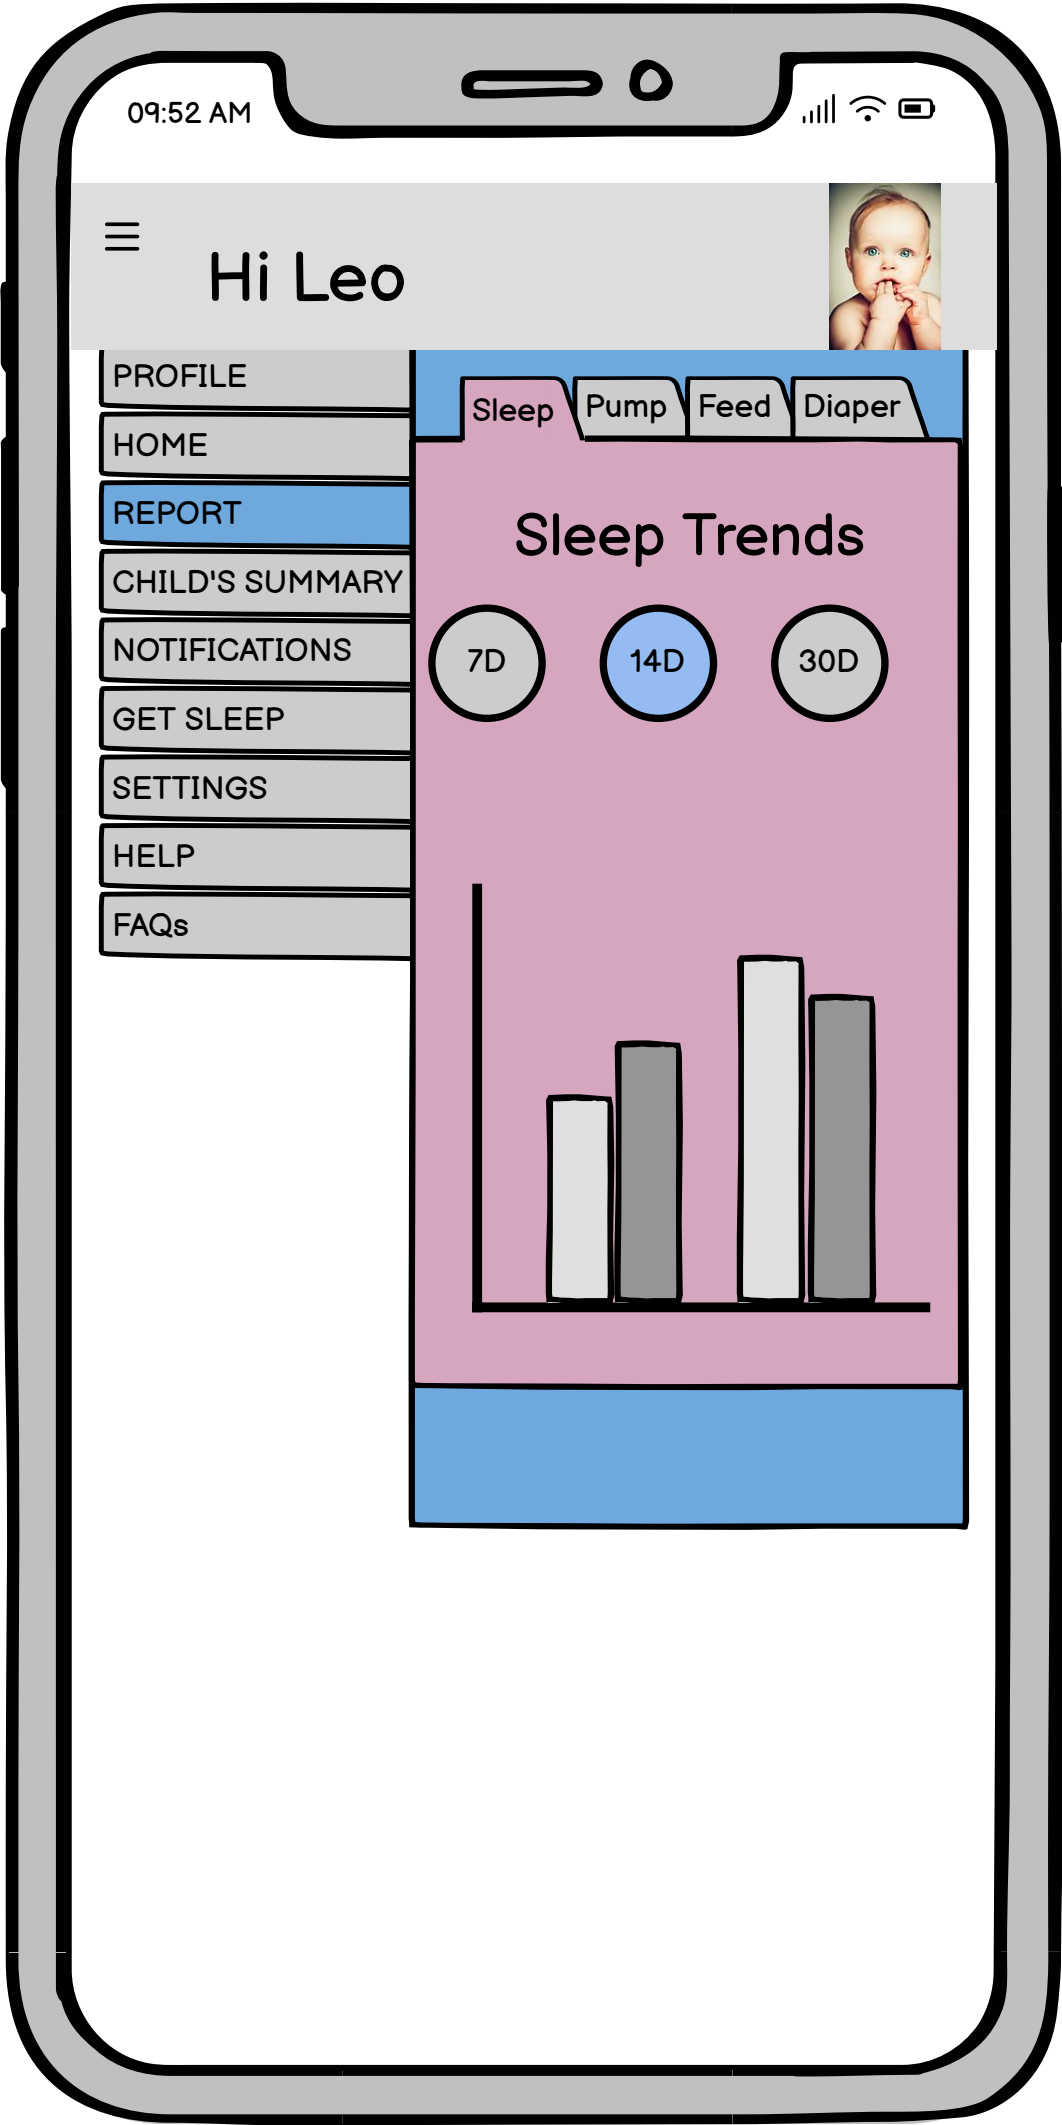 09:52 AM
Hi Leo
PROFILE
HOME
REPORT
CHILD'S SUMMARY
NOTIFICATIONS
GET SLEEP
SETTINGS
HELP
FAQs
Sleep Pump Feed Diaper
Sleep Trends
7D 14D 30D